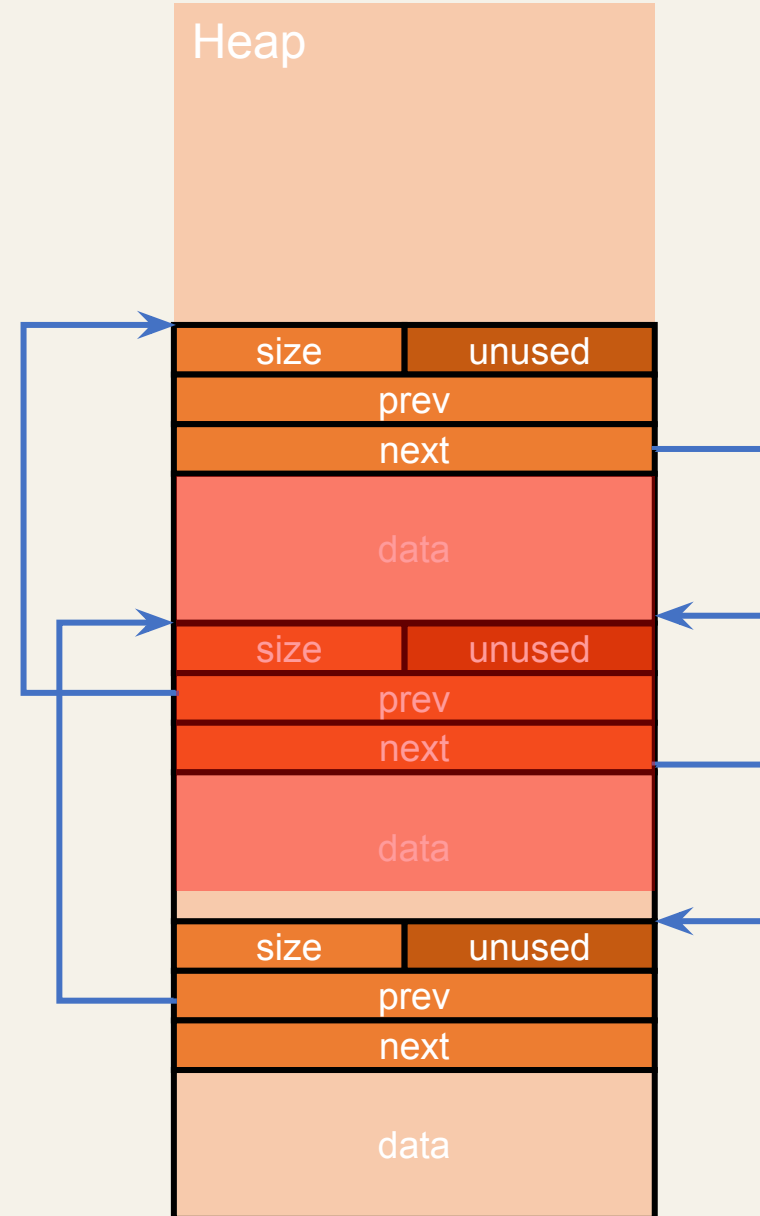 Heap
size unused
prev
next
data
size unused
prev
next
data
size unused
prev
next
data